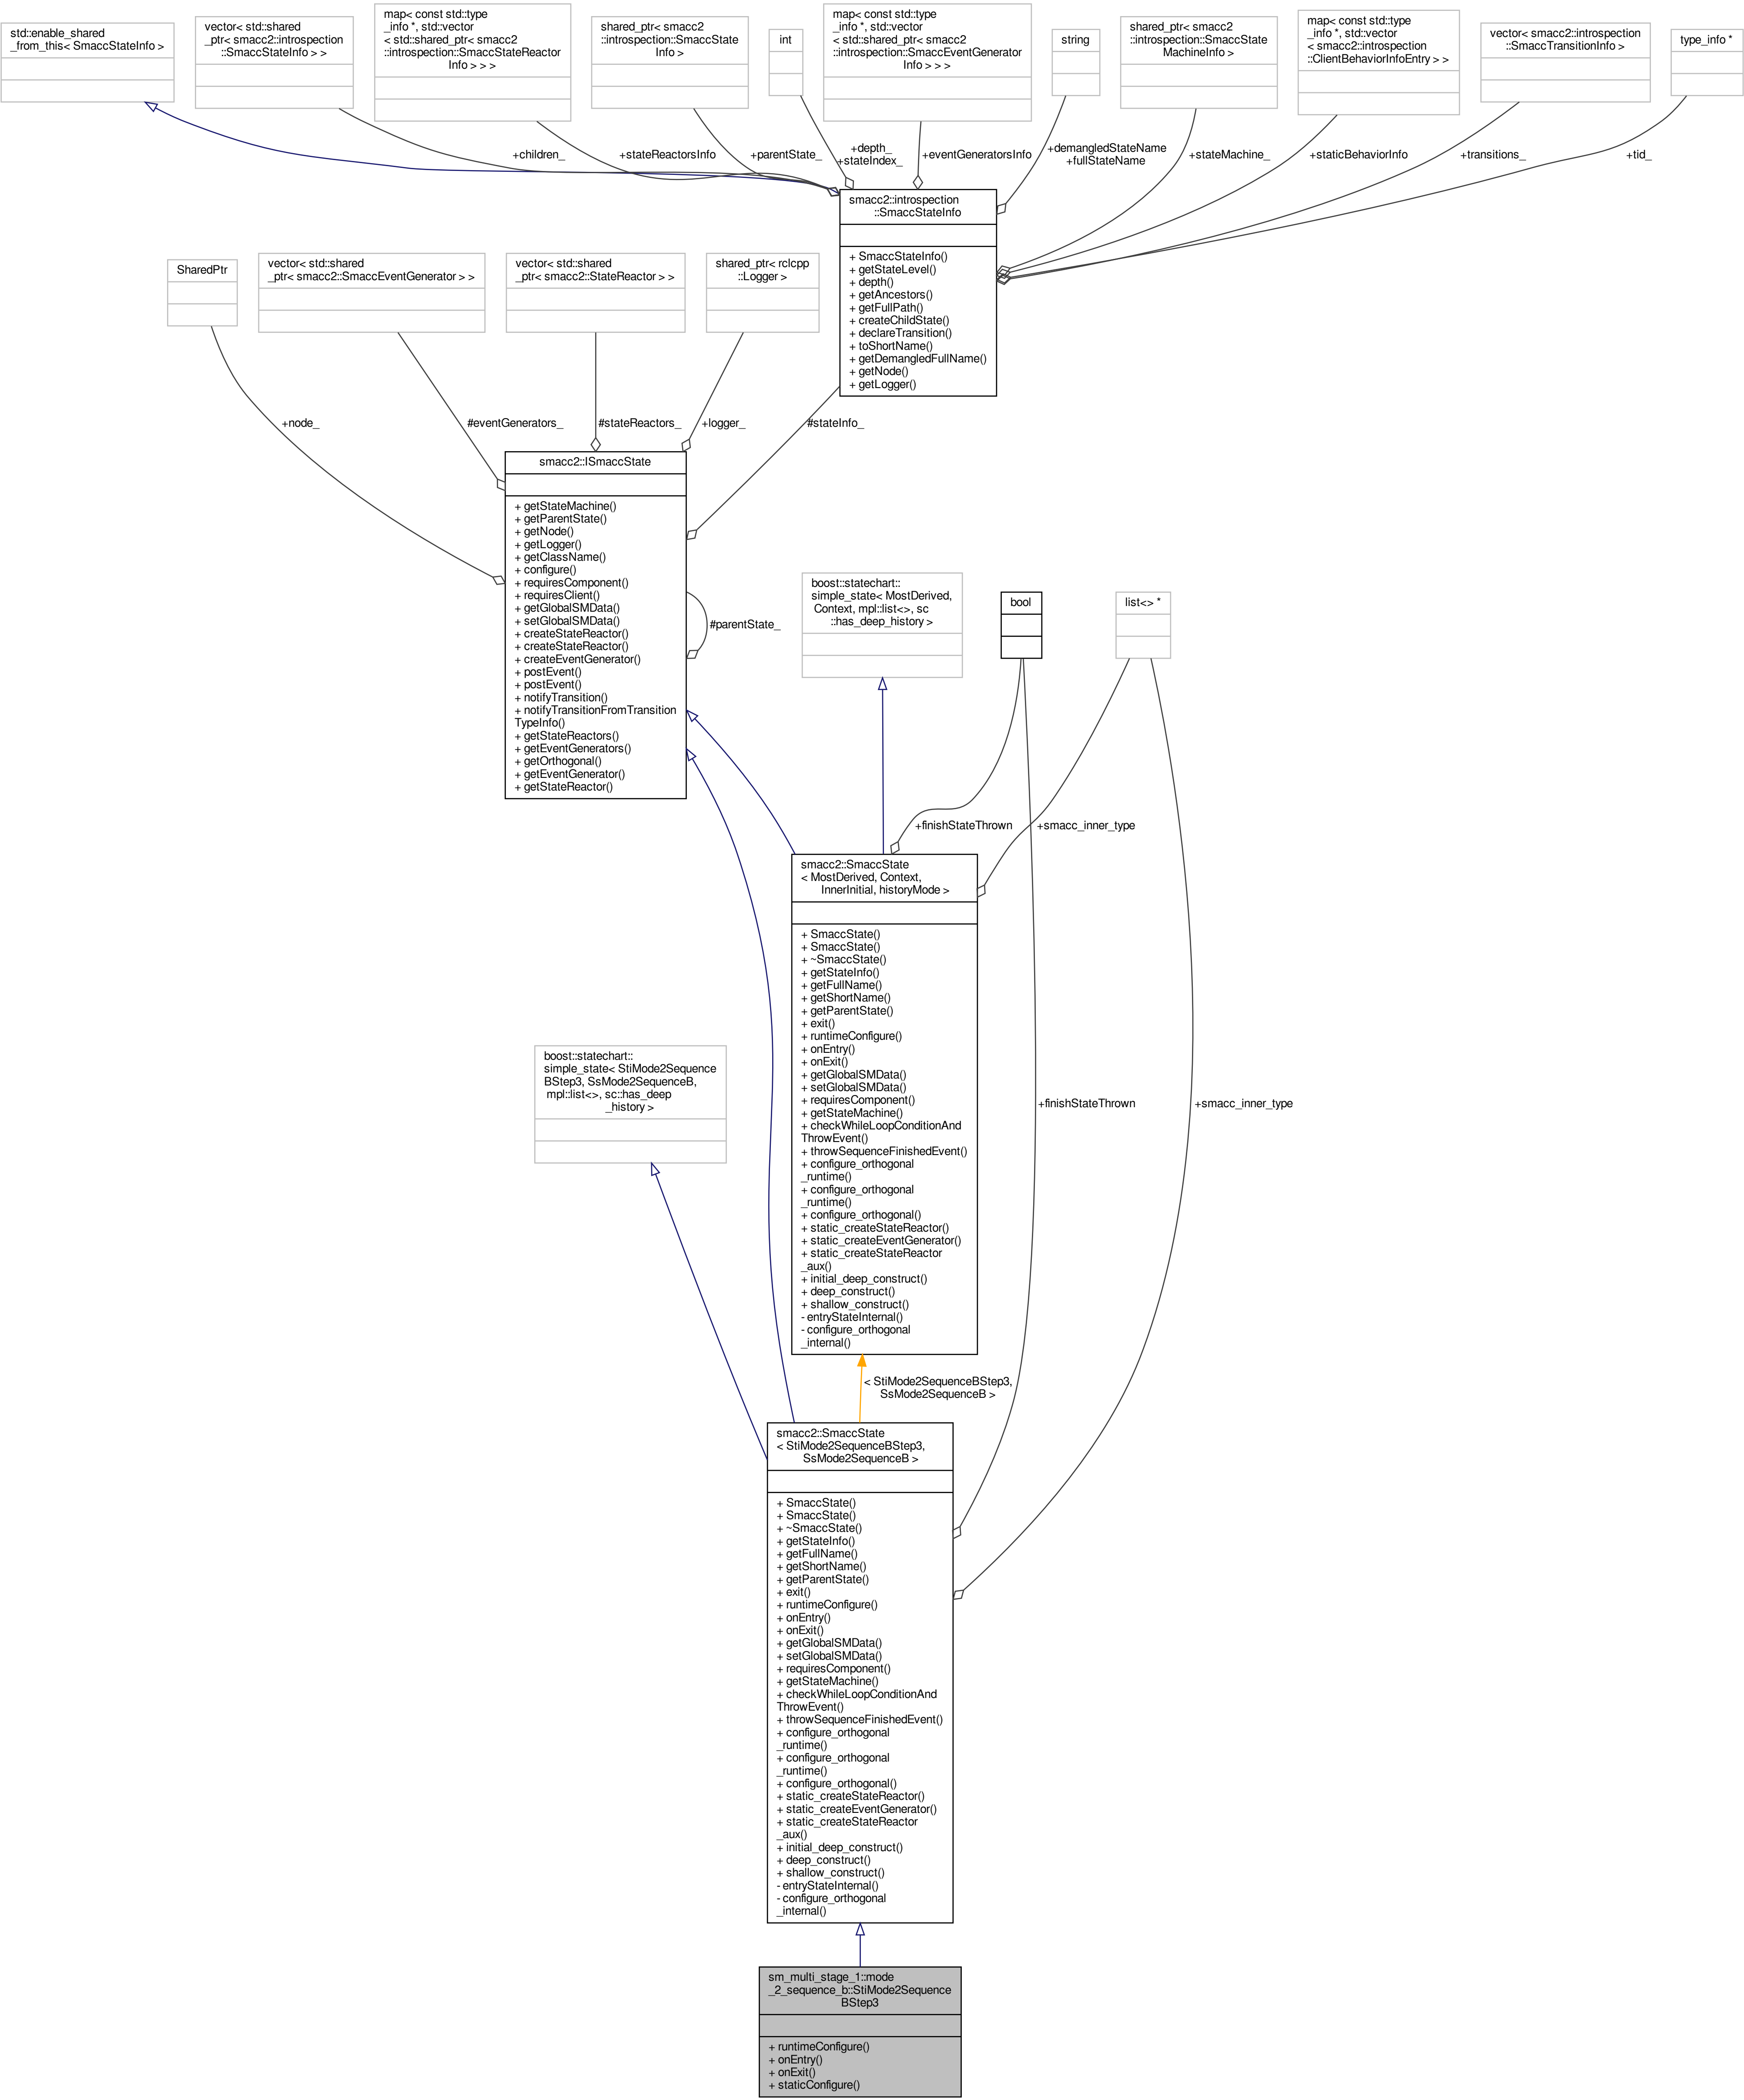 std::enable_shared
_from_this< SmaccStateInfo >
vector< std::shared
_ptr< smacc2::introspection
::SmaccStateInfo > >
map< const std::type
_info *, std::vector
< std::shared_ptr< smacc2
::introspection::SmaccStateReactor
Info > > >
shared_ptr< smacc2
::introspection::SmaccState
Info >
int
map< const std::type
_info *, std::vector
< std::shared_ptr< smacc2
::introspection::SmaccEventGenerator
Info > > >
string
shared_ptr< smacc2
::introspection::SmaccState
MachineInfo >
map< const std::type
_info *, std::vector
< smacc2::introspection
::ClientBehaviorInfoEntry > >
vector< smacc2::introspection
::SmaccTransitionInfo >
type_info *
+children_
+stateReactorsInfo
+parentState_
+depth_
+stateIndex_
+eventGeneratorsInfo
+demangledStateName
+fullStateName
+stateMachine_
+staticBehaviorInfo
+transitions_
+tid_
smacc2::introspection
::SmaccStateInfo
+ SmaccStateInfo()
+ getStateLevel()
+ depth()
+ getAncestors()
+ getFullPath()
+ createChildState()
+ declareTransition()
+ toShortName()
+ getDemangledFullName()
+ getNode()
+ getLogger()
SharedPtr
vector< std::shared
_ptr< smacc2::SmaccEventGenerator > >
vector< std::shared
_ptr< smacc2::StateReactor > >
shared_ptr< rclcpp
::Logger >
+node_
#eventGenerators_
#stateReactors_
+logger_
#stateInfo_
smacc2::ISmaccState
+ getStateMachine()
+ getParentState()
+ getNode()
+ getLogger()
+ getClassName()
+ configure()
+ requiresComponent()
+ requiresClient()
+ getGlobalSMData()
+ setGlobalSMData()
+ createStateReactor()
+ createStateReactor()
+ createEventGenerator()
+ postEvent()
+ postEvent()
+ notifyTransition()
+ notifyTransitionFromTransition
TypeInfo()
+ getStateReactors()
+ getEventGenerators()
+ getOrthogonal()
+ getEventGenerator()
+ getStateReactor()
#parentState_
boost::statechart::
simple_state< MostDerived,
Context, mpl::list<>, sc
::has_deep_history >
bool
list<> *
+finishStateThrown
+smacc_inner_type
smacc2::SmaccState
< MostDerived, Context,
InnerInitial, historyMode >
+ SmaccState()
+ SmaccState()
+ ~SmaccState()
+ getStateInfo()
+ getFullName()
+ getShortName()
+ getParentState()
+ exit()
+ runtimeConfigure()
+ onEntry()
+ onExit()
+ getGlobalSMData()
+ setGlobalSMData()
+ requiresComponent()
+ getStateMachine()
+ checkWhileLoopConditionAnd
ThrowEvent()
+ throwSequenceFinishedEvent()
+ configure_orthogonal
_runtime()
+ configure_orthogonal
_runtime()
+ configure_orthogonal()
+ static_createStateReactor()
+ static_createEventGenerator()
+ static_createStateReactor
_aux()
+ initial_deep_construct()
+ deep_construct()
+ shallow_construct()
- entryStateInternal()
- configure_orthogonal
_internal()
boost::statechart::
simple_state< StiMode2Sequence
BStep3, SsMode2SequenceB,
mpl::list<>, sc::has_deep
_history >
+finishStateThrown
+smacc_inner_type
< StiMode2SequenceBStep3,
SsMode2SequenceB >
smacc2::SmaccState
< StiMode2SequenceBStep3,
SsMode2SequenceB >
+ SmaccState()
+ SmaccState()
+ ~SmaccState()
+ getStateInfo()
+ getFullName()
+ getShortName()
+ getParentState()
+ exit()
+ runtimeConfigure()
+ onEntry()
+ onExit()
+ getGlobalSMData()
+ setGlobalSMData()
+ requiresComponent()
+ getStateMachine()
+ checkWhileLoopConditionAnd
ThrowEvent()
+ throwSequenceFinishedEvent()
+ configure_orthogonal
_runtime()
+ configure_orthogonal
_runtime()
+ configure_orthogonal()
+ static_createStateReactor()
+ static_createEventGenerator()
+ static_createStateReactor
_aux()
+ initial_deep_construct()
+ deep_construct()
+ shallow_construct()
- entryStateInternal()
- configure_orthogonal
_internal()
sm_multi_stage_1::mode
_2_sequence_b::StiMode2Sequence
BStep3
+ runtimeConfigure()
+ onEntry()
+ onExit()
+ staticConfigure()